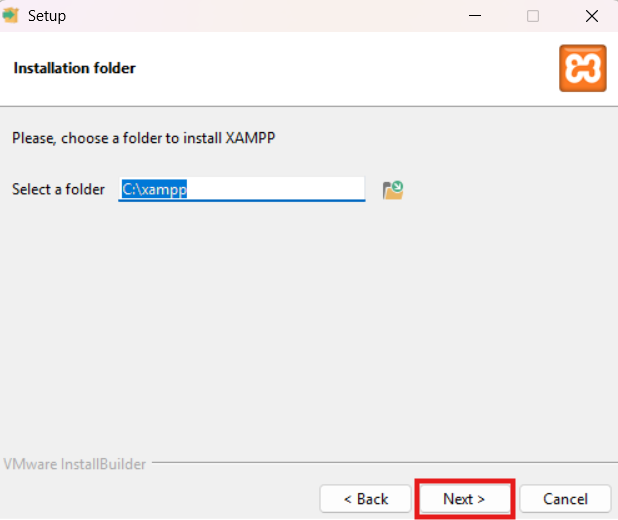 Setup
Installation folder
Please, choose a folder to install XAMPP
Select a folder C:\xampp
VMware InstallBuilder
< Back Next > Cancel